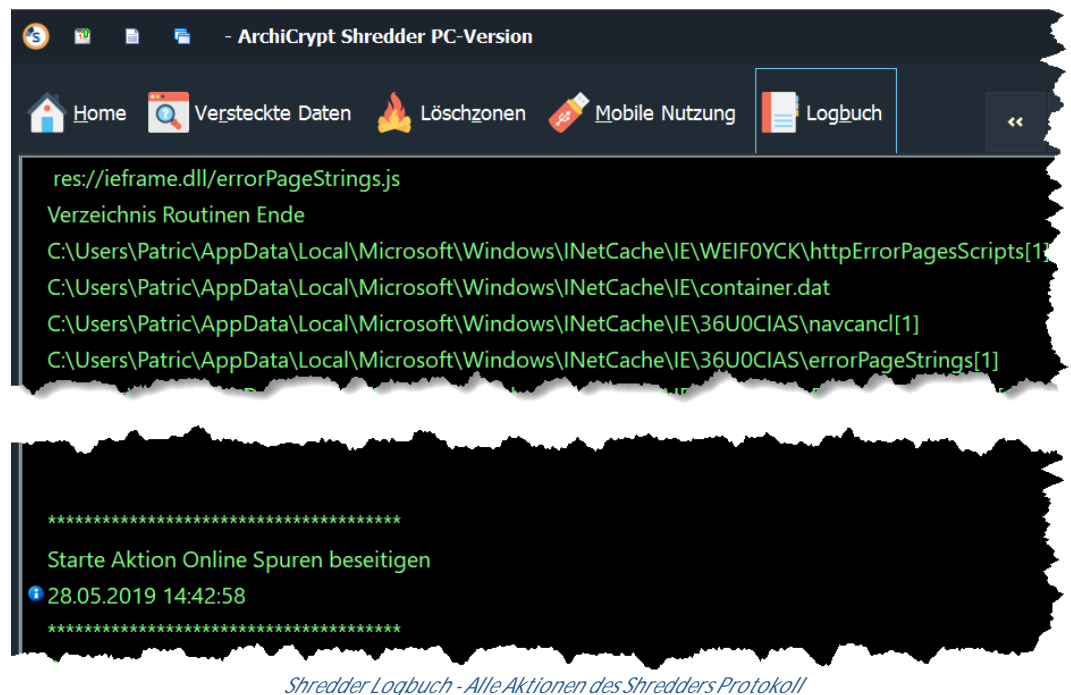 - ArchiCrypt Shredder PC-Version
Home Versteckte Daten Löschzonen Mobile Nutzung Logbuch «
res://ieframe.dll/errorPageStrings.js
Verzeichnis Routinen Ende
C:\Users\Patric\AppData\Local\Microsoft\Windows\INetCache\IE\WEIF0YCK\httpErrorPagesScripts[1]
C:\Users\Patric\AppData\Local\Microsoft\Windows\INetCache\IE\container.dat
C:\Users\Patric\AppData\Local\Microsoft\Windows\INetCache\IE\36U0CIAS\navcancl[1]
C:\Users\Patric\AppData\Local\Microsoft\Windows\INetCache\IE\36U0CIAS\errorPageStrings[1]
***************************************
Starte Aktion Online Spuren beseitigen
28.05.2019 14:42:58
***************************************
Shredder Logbuch - Alle Aktionen des Shredders Protokoll